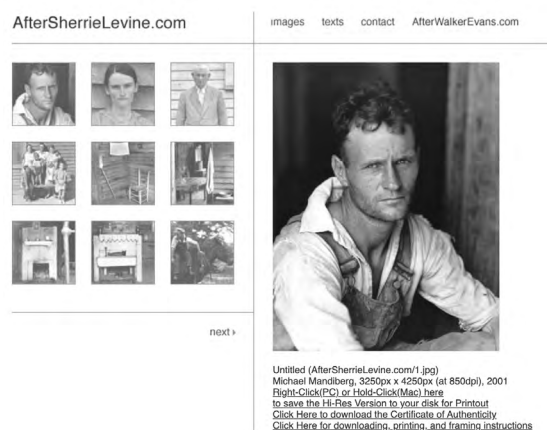 AfterSherrieLevine.com
images texts contact AfterWalkerEvans.com
next ›
Untitled (AfterSherrieLevine.com/1.jpg)
Michael Mandiberg, 3250px x 4250px (at 850dpi), 2001
Right-Click(PC) or Hold-Click(Mac) here
to save the Hi-Res Version to your disk for Printout
Click Here to download the Certificate of Authenticity
Click Here for downloading, printing, and framing instructions